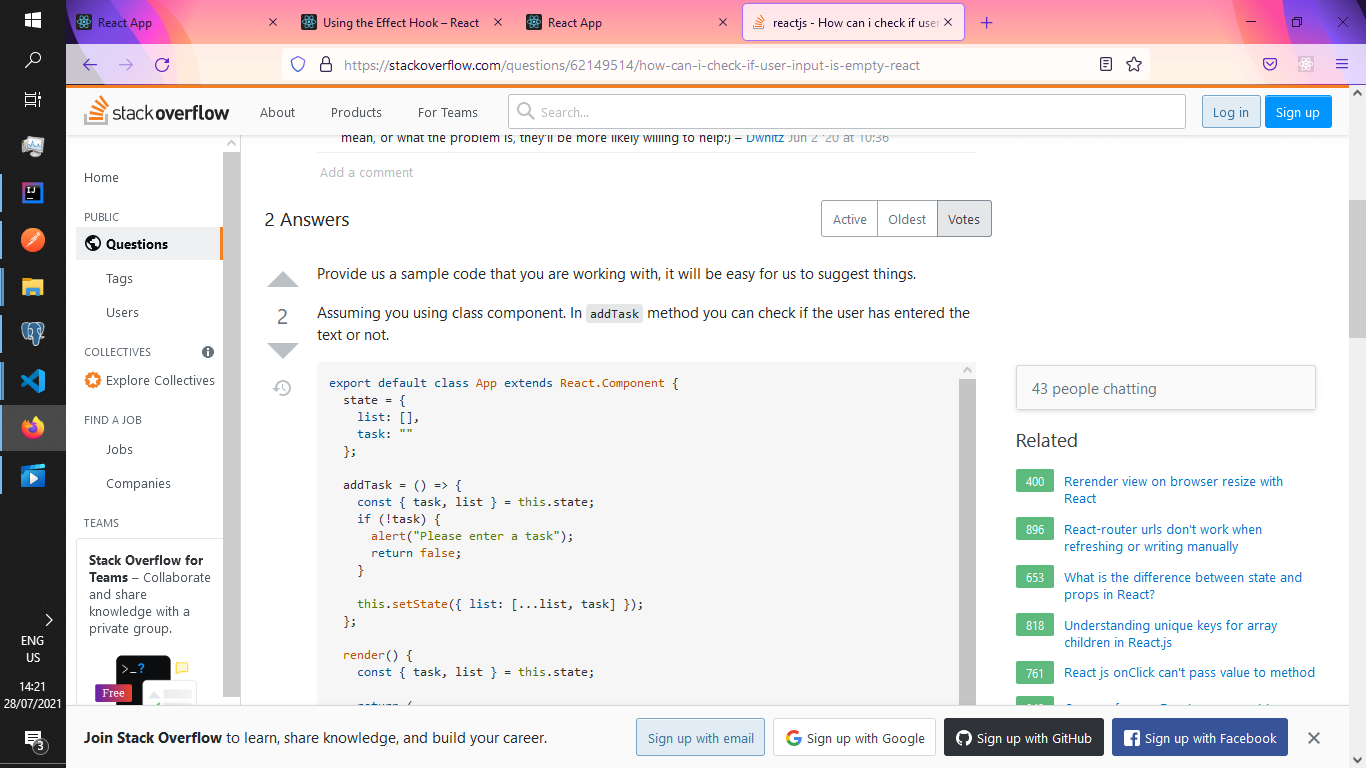 React App
Using the Effect Hook – React
React App
reactjs - How can i check if user
https://stackoverflow.com/questions/62149514/how-can-i-check-if-user-input-is-empty-react
stackoverflow
About
Products
For Teams
Search...
Log in
Sign up
mean, or what the problem is, they'll be more likely willing to help:) – Dwhitz Jun 2 '20 at 10:36
Add a comment
Home
PUBLIC
Questions
Tags
Users
COLLECTIVES
Explore Collectives
FIND A JOB
Jobs
Companies
TEAMS
Stack Overflow for
Teams – Collaborate
and share
knowledge with a
private group.
>_?
Free
2 Answers
Active
Oldest
Votes
2
Provide us a sample code that you are working with, it will be easy for us to suggest things.
Assuming you using class component. In addTask method you can check if the user has entered the
text or not.
export default class App extends React.Component {
state = {
list: [],
task: ""
};
addTask = () => {
const { task, list } = this.state;
if (!task) {
alert("Please enter a task");
return false;
}
this.setState({ list: [...list, task] });
};
render() {
const { task, list } = this.state;
return (
43 people chatting
Related
400 Rerender view on browser resize with
React
896 React-router urls don't work when
refreshing or writing manually
653 What is the difference between state and
props in React?
818 Understanding unique keys for array
children in React.js
761 React js onClick can't pass value to method
Join Stack Overflow to learn, share knowledge, and build your career.
Sign up with email
Sign up with Google
Sign up with GitHub
Sign up with Facebook
IJ
ENG
US
14:21
28/07/2021
3